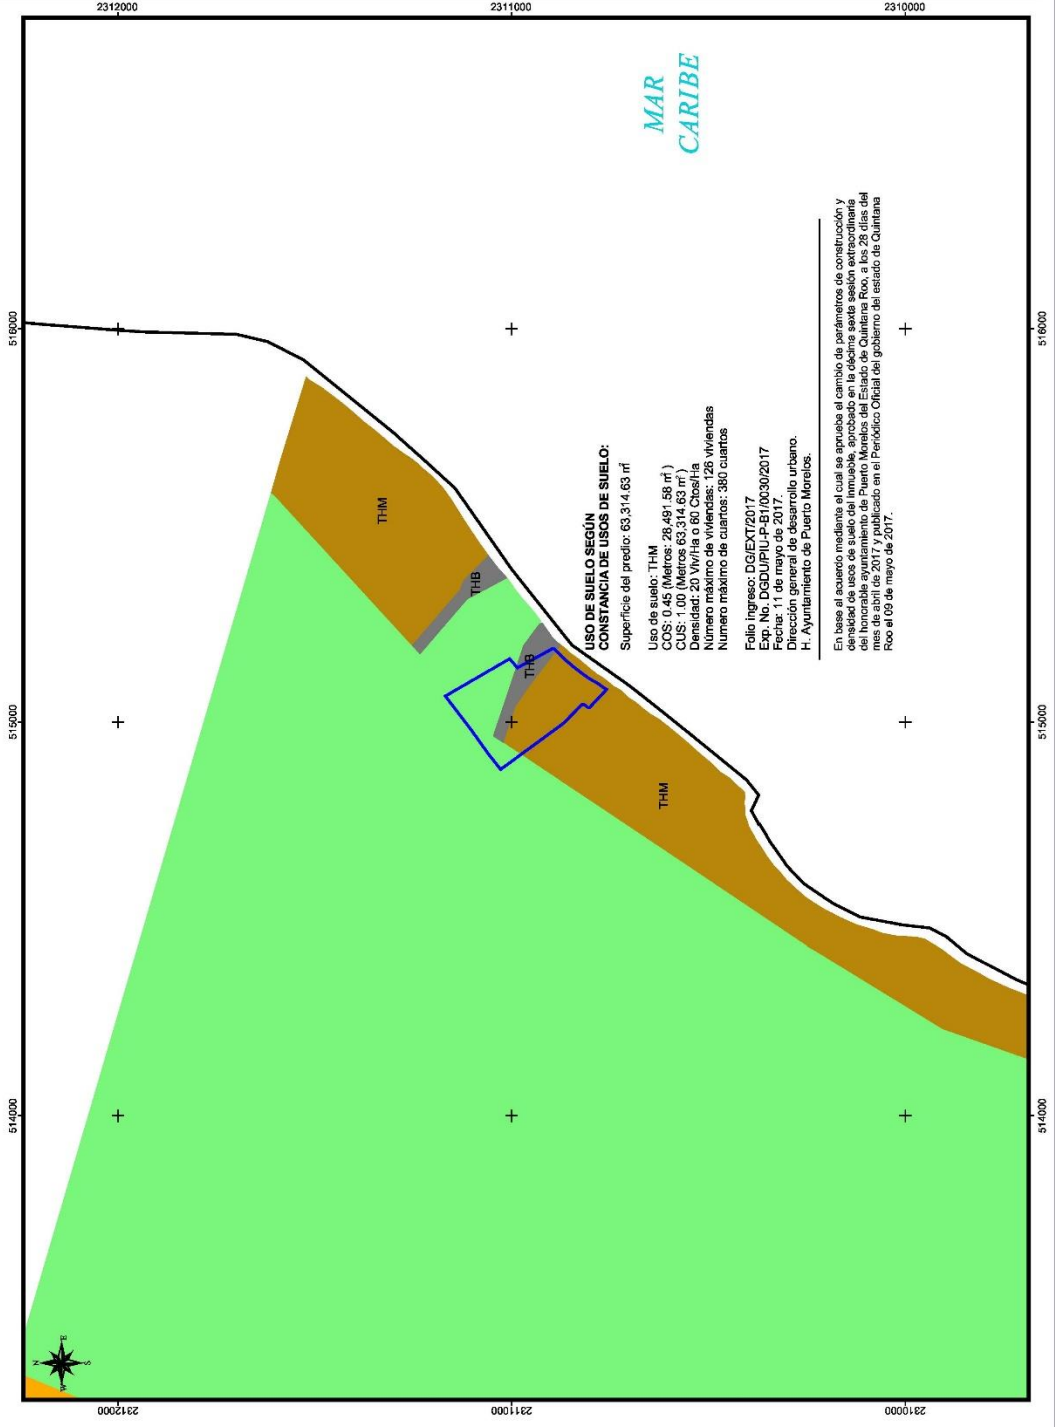 2312000
2311000
2310000
516000
516000
515000
515000
514000
514000
2312000
2311000
2310000
MAR
CARIBE
THM
THB
THB
THM
USO DE SUELO SEGÚN
CONSTANCIA DE USOS DE SUELO:
Superficie del predio: 63,314.63 m²
Uso de suelo: THM
COS: 0.45 (Metros: 28,491.58 m²)
CUS: 1.00 (Metros 63,314.63 m²)
Densidad: 20 Viv/Ha o 60 Ctos/Ha
Número máximo de viviendas: 126 viviendas
Numero máximo de cuartos: 380 cuartos
Folio ingreso: DG/EXT/2017
Exp. No. DGDU/PIU-P-B1/0030/2017
Fecha: 11 de mayo de 2017.
Dirección general de desarrollo urbano.
H. Ayuntamiento de Puerto Morelos.
En base al acuerdo mediante el cual se aprueba el cambio de parámetros de construcción y
densidad de usos de suelo del inmueble, aprobado en la décima sexta sesión extraordinaria
del honorable ayuntamiento de Puerto Morelos del Estado de Quintana Roo, a los 28 días del
mes de abril de 2017 y publicado en el Periódico Oficial del gobierno del estado de Quintana
Roo el 09 de mayo de 2017.
N
W
E
S